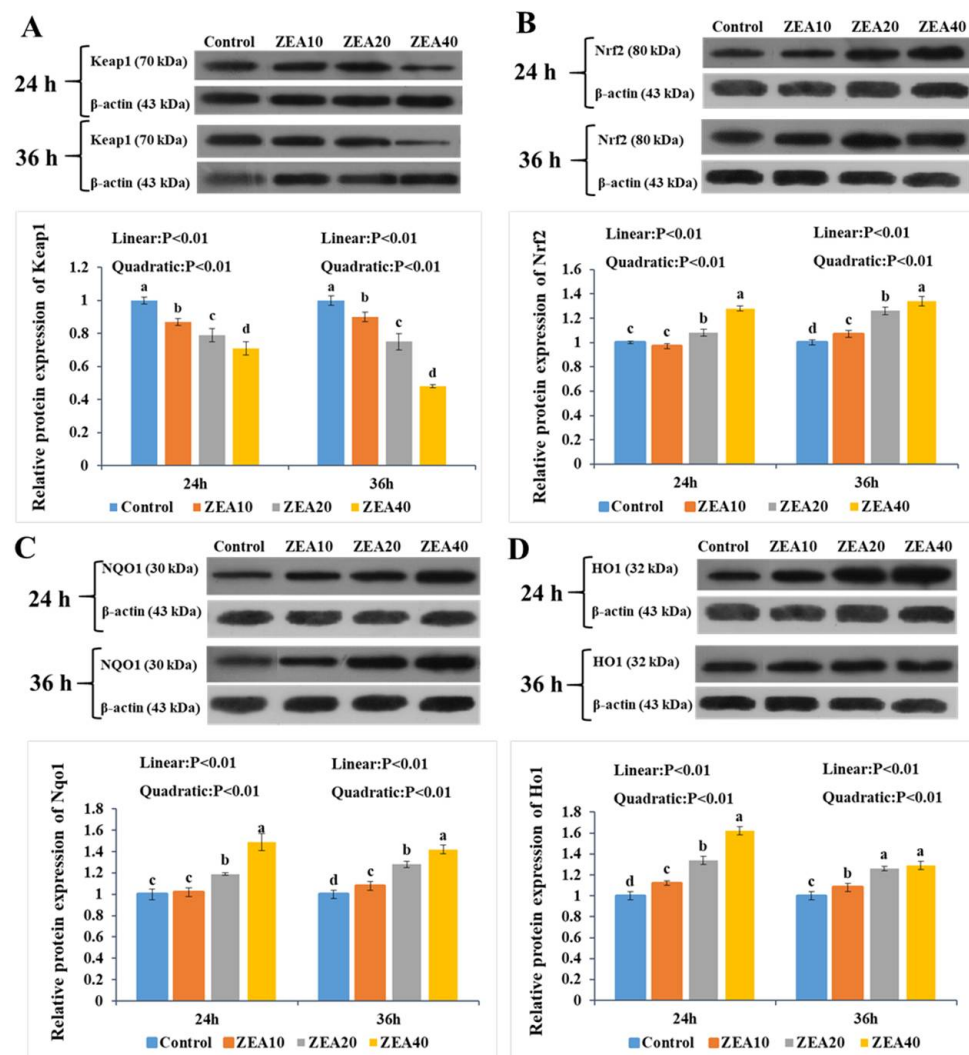 A
Control ZEA10 ZEA20 ZEA40
24 h
Keap1 (70 kDa)
β-actin (43 kDa)
36 h
Keap1 (70 kDa)
β-actin (43 kDa)
Relative protein expression of Keap1
Linear:P<0.01 Linear:P<0.01
Quadratic:P<0.01 Quadratic:P<0.01
1.2
1
0.8
0.6
0.4
0.2
0
a b c d a b c d
24h 36h
Control ZEA10 ZEA20 ZEA40
B
Control ZEA10 ZEA20 ZEA40
24 h
Nrf2 (80 kDa)
β-actin (43 kDa)
36 h
Nrf2 (80 kDa)
β-actin (43 kDa)
Relative protein expression of Nrf2
Linear:P<0.01 Linear:P<0.01
Quadratic:P<0.01 Quadratic:P<0.01
1.6
1.4
1.2
1
0.8
0.6
0.4
0.2
0
c c b a d c b a
24h 36h
Control ZEA10 ZEA20 ZEA40
C
Control ZEA10 ZEA20 ZEA40
24 h
NQO1 (30 kDa)
β-actin (43 kDa)
36 h
NQO1 (30 kDa)
β-actin (43 kDa)
Relative protein expression of Nqo1
Linear:P<0.01 Linear:P<0.01
Quadratic:P<0.01 Quadratic:P<0.01
1.8
1.6
1.4
1.2
1
0.8
0.6
0.4
0.2
0
c c b a d c b a
24h 36h
Control ZEA10 ZEA20 ZEA40
D
Control ZEA10 ZEA20 ZEA40
24 h
HO1 (32 kDa)
β-actin (43 kDa)
36 h
HO1 (32 kDa)
β-actin (43 kDa)
Relative protein expression of Ho1
Linear:P<0.01 Linear:P<0.01
Quadratic:P<0.01 Quadratic:P<0.01
1.8
1.6
1.4
1.2
1
0.8
0.6
0.4
0.2
0
d c b a c b a a
24h 36h
Control ZEA10 ZEA20 ZEA40